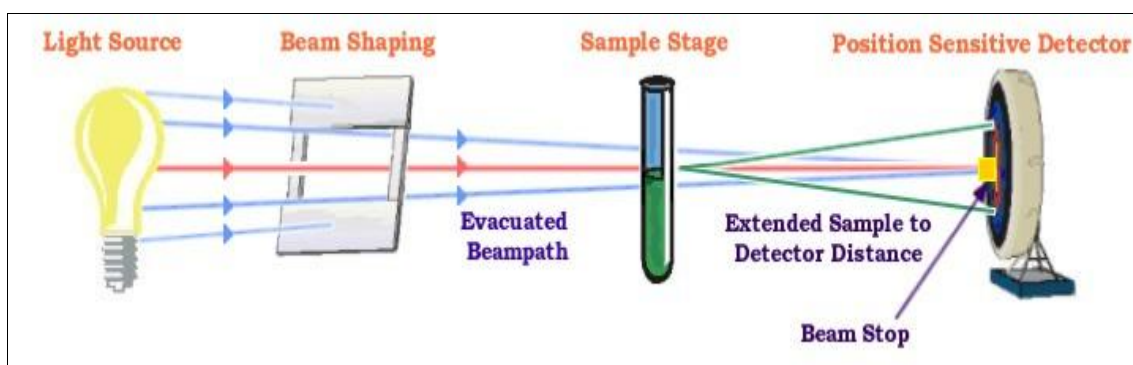 Light Source
Beam Shaping
Sample Stage
Position Sensitive Detector
Evacuated
Beampath
Extended Sample to
Detector Distance
Beam Stop